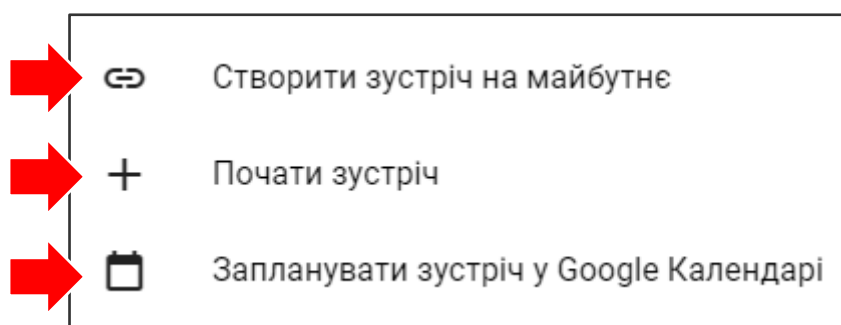 Створити зустріч на майбутнє
Почати зустріч
Запланувати зустріч у Google Календарі